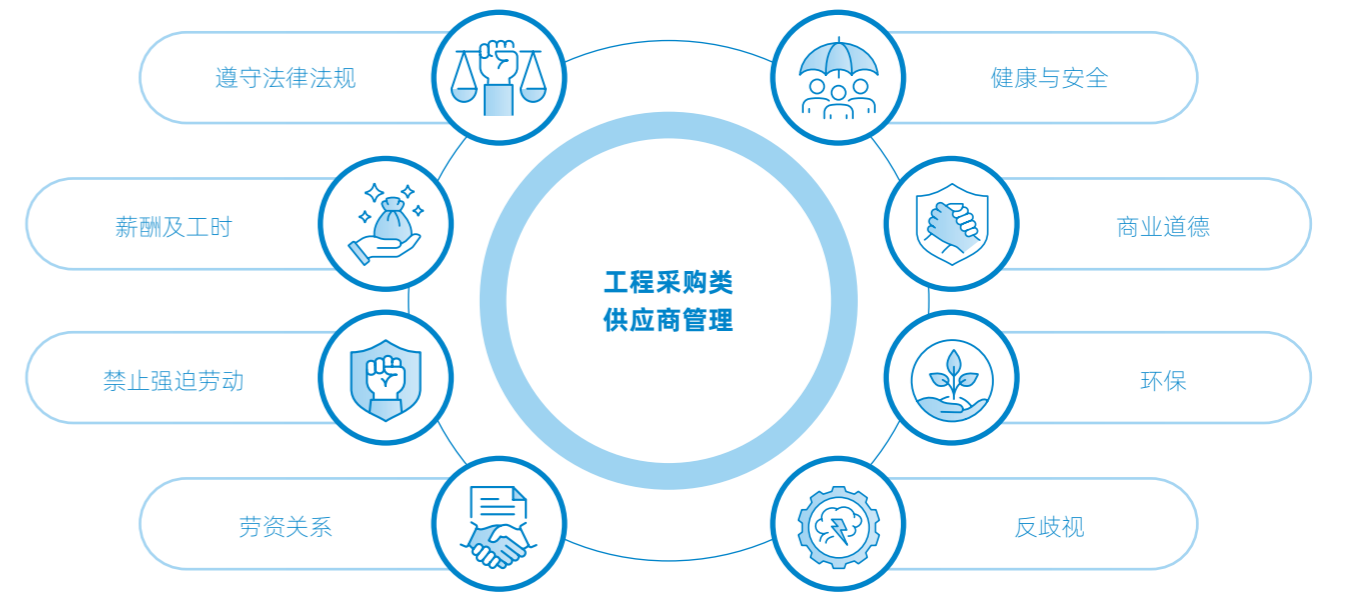 遵守法律法规
健康与安全
薪酬及工时
商业道德
工程采购类
供应商管理
禁止强迫劳动
环保
劳资关系
反歧视